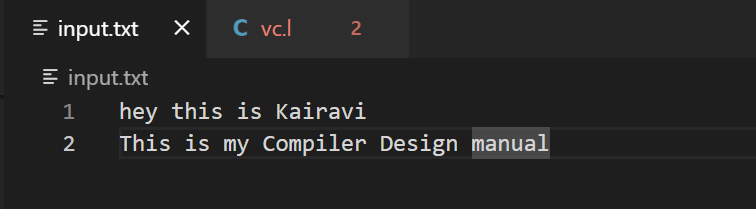 input.txt
C vc.l 2
input.txt
1 hey this is Kairavi
2 This is my Compiler Design manual